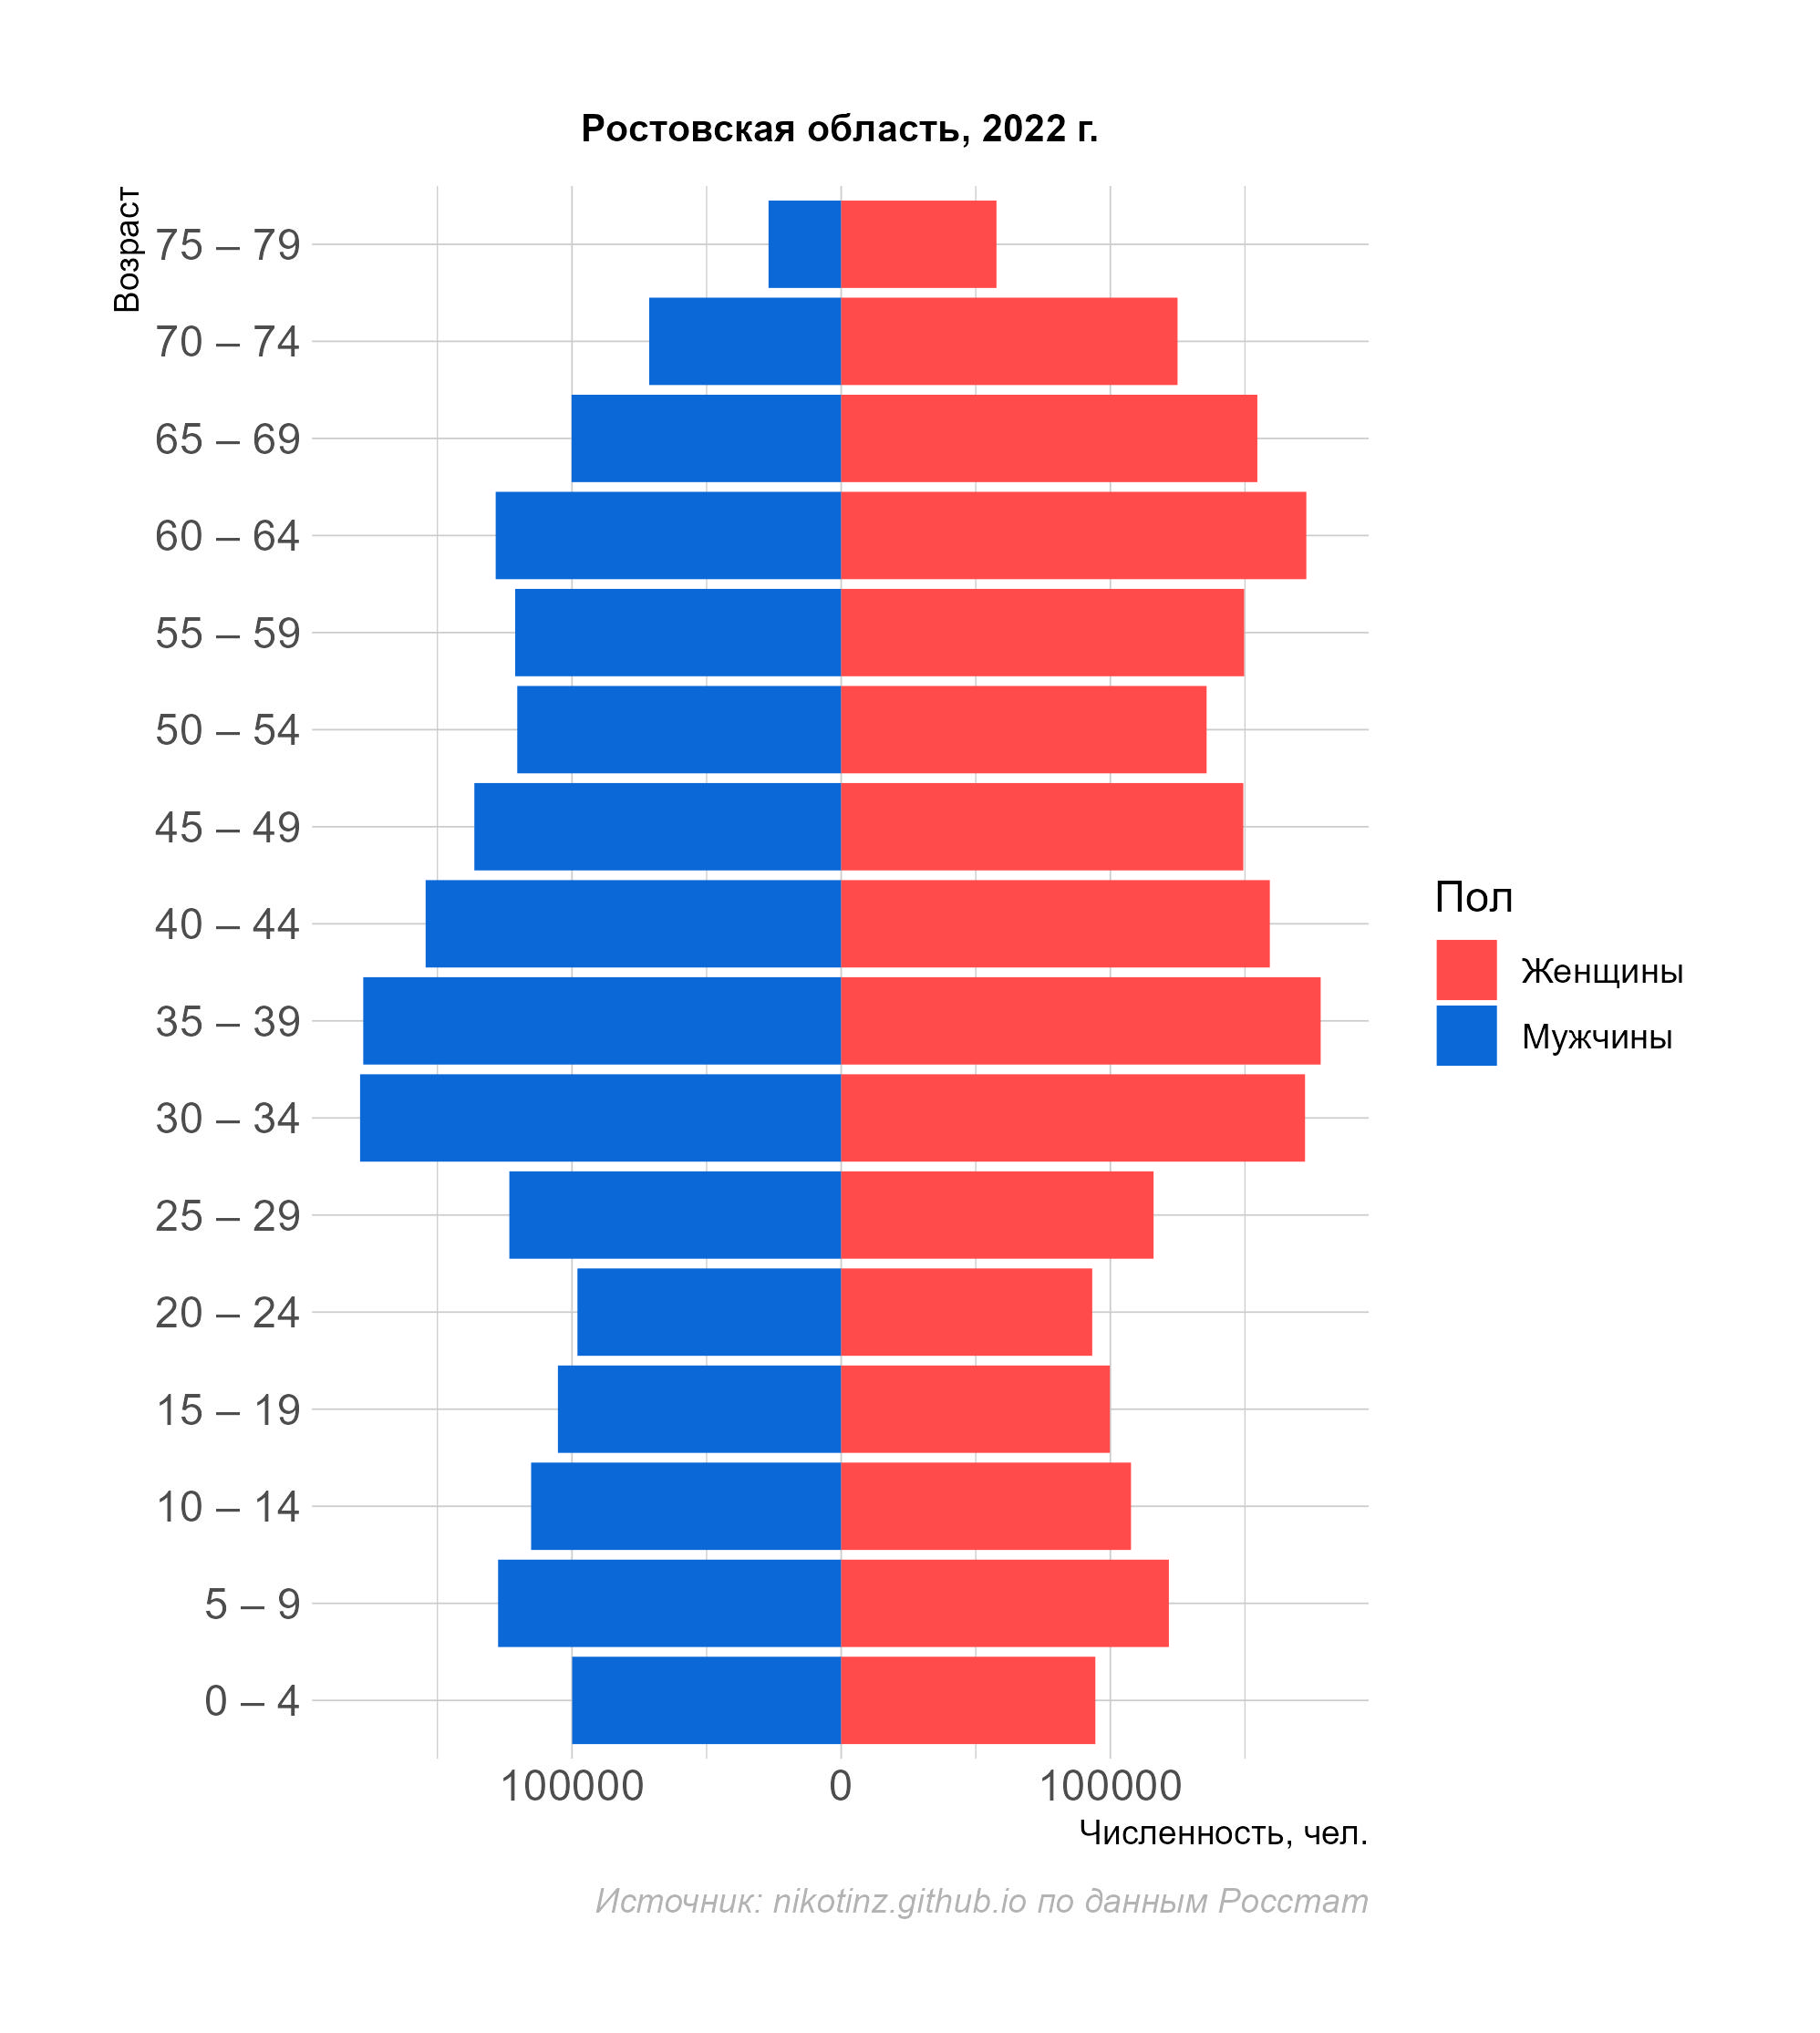 Ростовская область, 2022 г.
Возраст
75 – 79
70 – 74
65 – 69
60 – 64
55 – 59
50 – 54
45 – 49
40 – 44
35 – 39
30 – 34
25 – 29
20 – 24
15 – 19
10 – 14
5 – 9
0 – 4
100000 0 100000
Численность, чел.
Пол
Женщины
Мужчины
Источник: nikotinz.github.io по данным Росстат